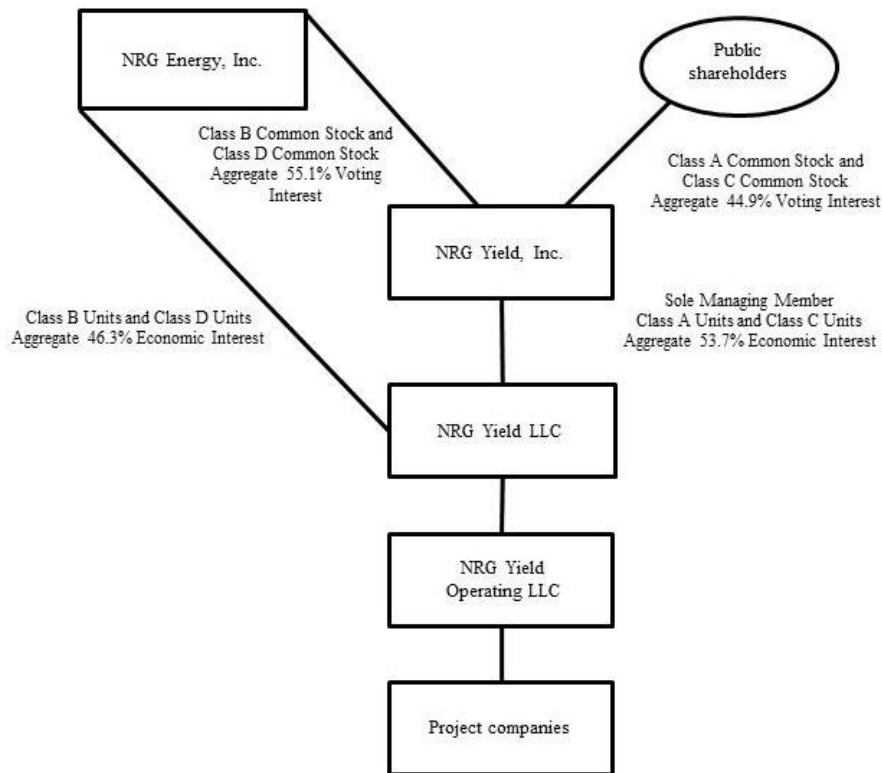 NRG Energy, Inc.
Public
shareholders
Class B Common Stock and
Class D Common Stock
Aggregate 55.1% Voting
Interest
Class A Common Stock and
Class C Common Stock
Aggregate 44.9% Voting Interest
NRG Yield, Inc.
Class B Units and Class D Units
Aggregate 46.3% Economic Interest
Sole Managing Member
Class A Units and Class C Units
Aggregate 53.7% Economic Interest
NRG Yield LLC
NRG Yield
Operating LLC
Project companies